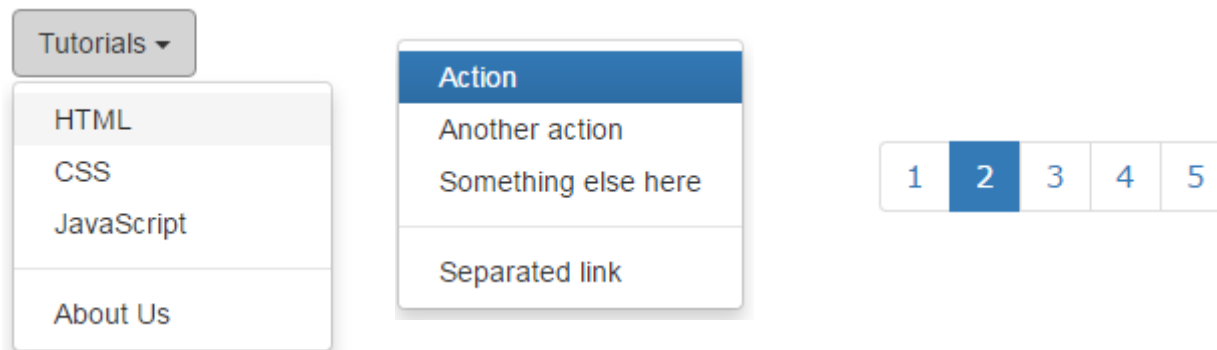 Tutorials
HTML
CSS
JavaScript
About Us
Action
Another action
Something else here
Separated link
1 2 3 4 5